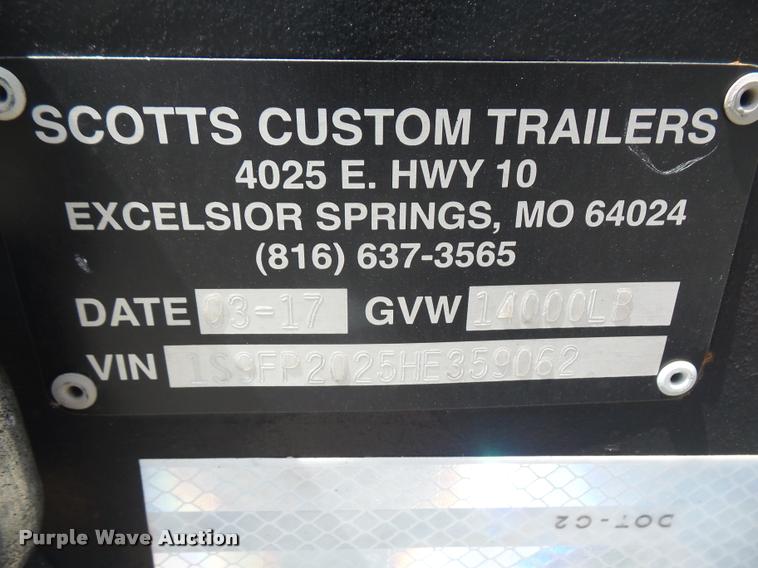 SCOTTS CUSTOM TRAILERS
4025 E. HWY 10
EXCELSIOR SPRINGS, MO 64024
(816) 637-3565
DATE 03-17 GVW 14000LB
VIN 1S9FP2025HE359062
DOT-C2
Purple Wave Auction